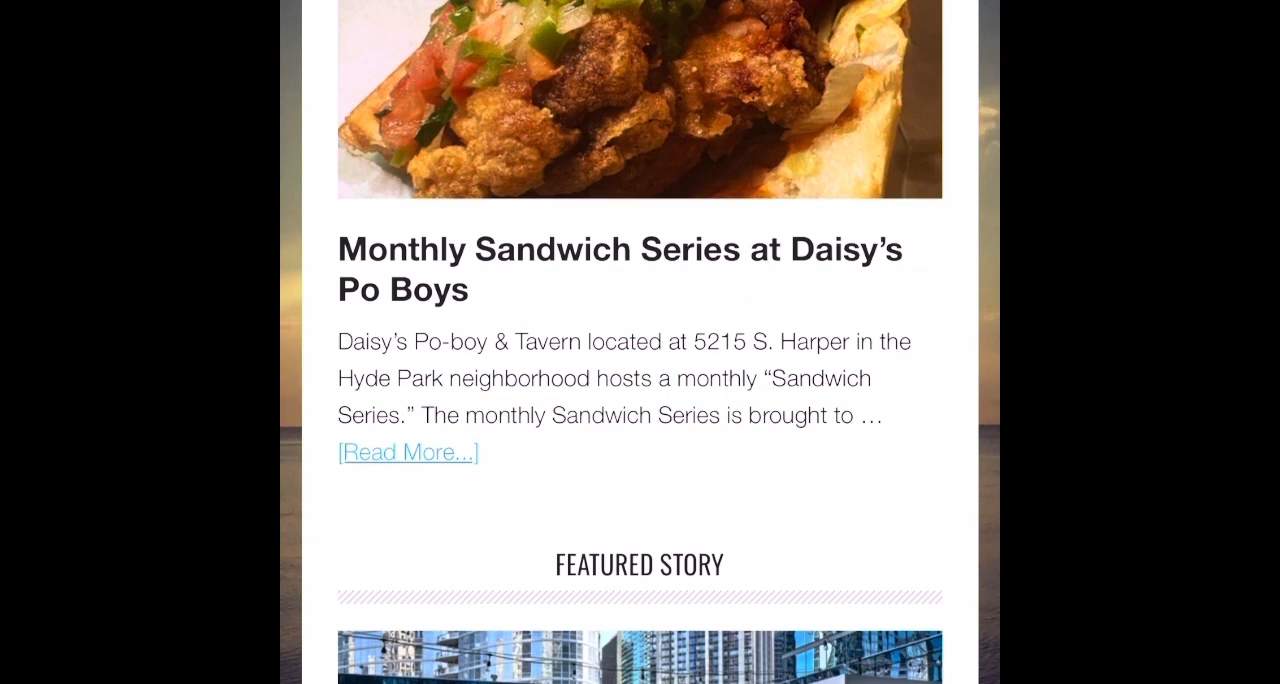 Monthly Sandwich Series at Daisy’s
Po Boys
Daisy’s Po-boy & Tavern located at 5215 S. Harper in the
Hyde Park neighborhood hosts a monthly “Sandwich
Series.” The monthly Sandwich Series is brought to …
[Read More...]
FEATURED STORY